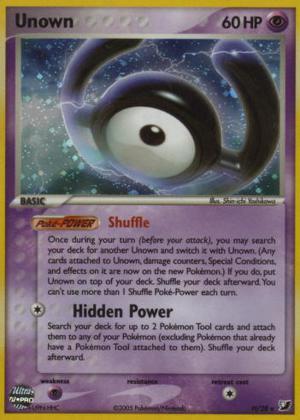 Unown
60 HP
BASIC
Illus. Shin-ichi Yoshikawa
Poké-POWER Shuffle
Once during your turn (before your attack), you may search
your deck for another Unown and switch it with Unown. (Any
cards attached to Unown, damage counters, Special Conditions,
and effects on it are now on the new Pokémon.) If you do, put
Unown on top of your deck. Shuffle your deck afterward. You
can't use more than 1 Shuffle Poké-Power each turn.
Hidden Power
Search your deck for up to 2 Pokémon Tool cards and attach
them to any of your Pokémon (excluding Pokémon that already
have a Pokémon Tool attached to them). Shuffle your deck
afterward.
weakness
resistance
retreat cost
Ultra
PRO
©2005 Pokémon/Nintendo